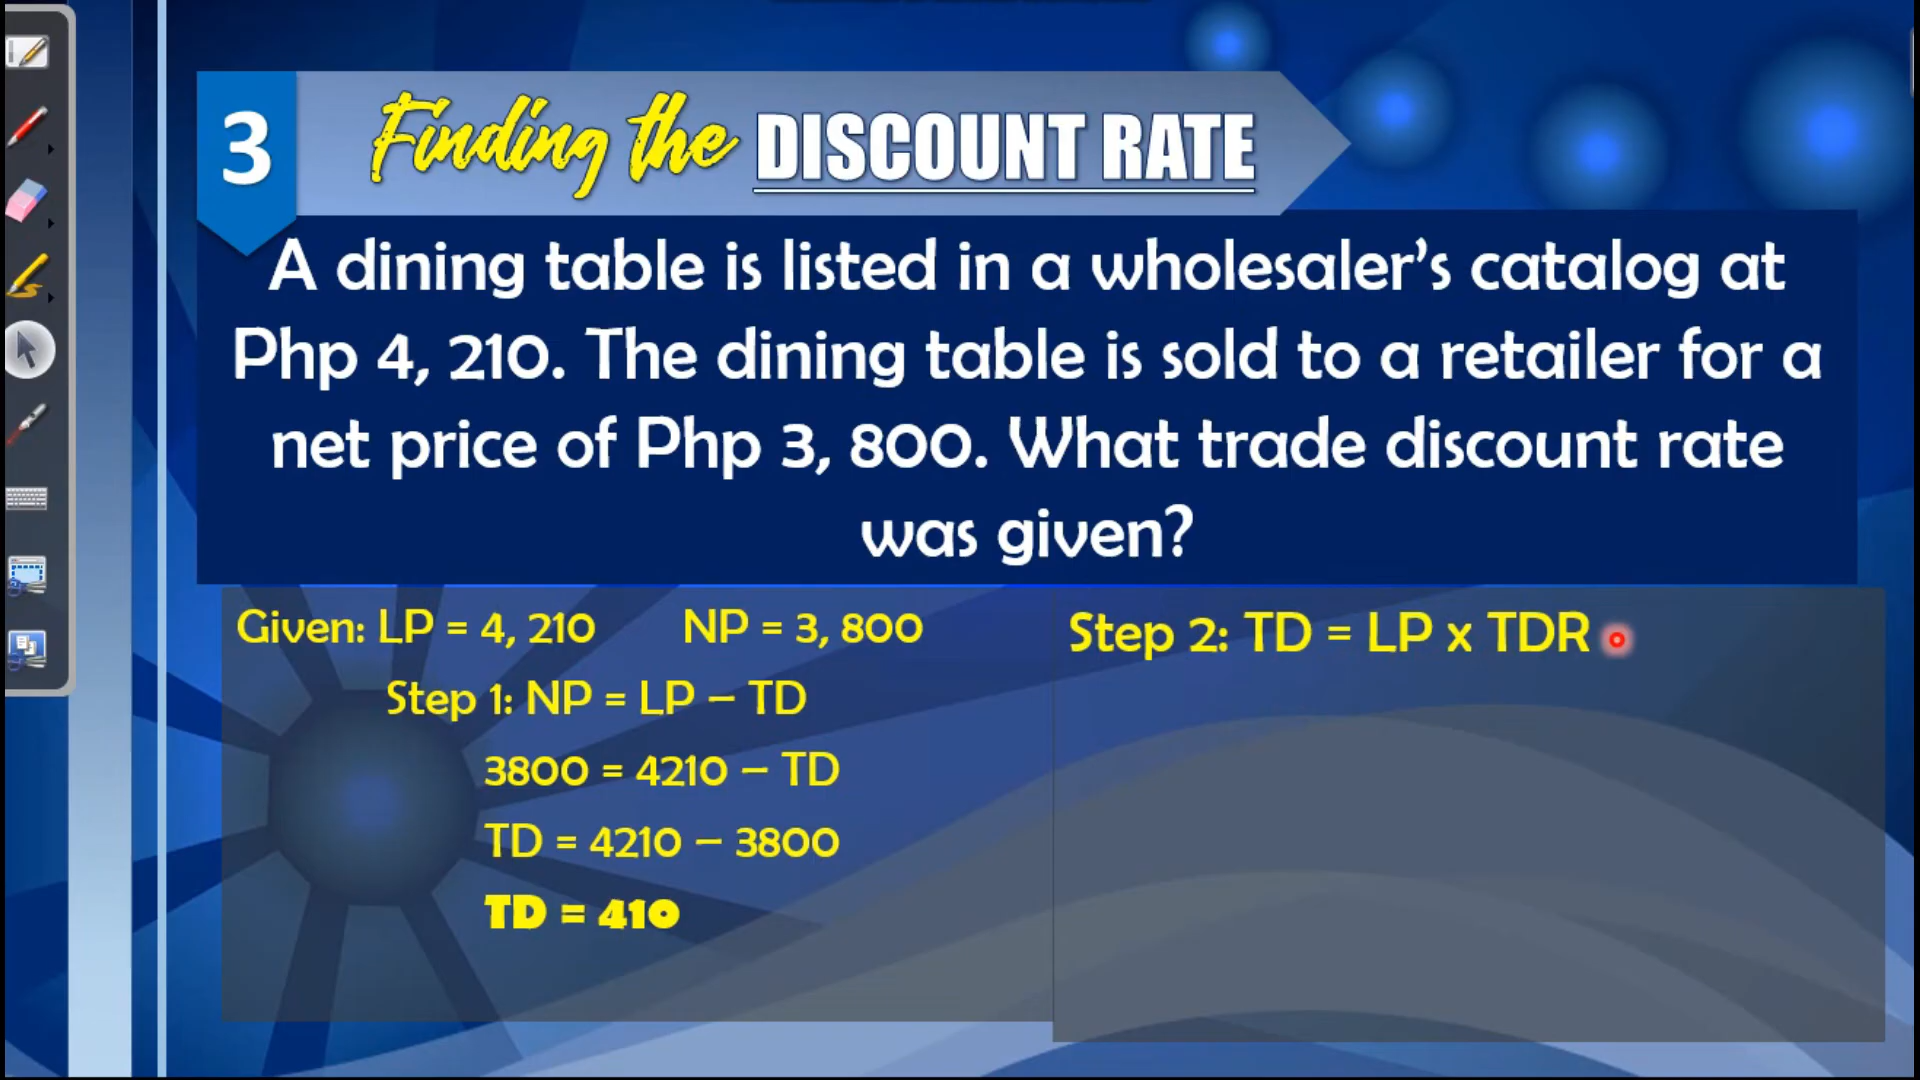 3
Finding the DISCOUNT RATE
A dining table is listed in a wholesaler’s catalog at
Php 4, 210. The dining table is sold to a retailer for a
net price of Php 3, 800. What trade discount rate
was given?
Given: LP = 4, 210 NP = 3, 800
Step 1: NP = LP – TD
3800 = 4210 – TD
TD = 4210 – 3800
TD = 410
Step 2: TD = LP x TDR